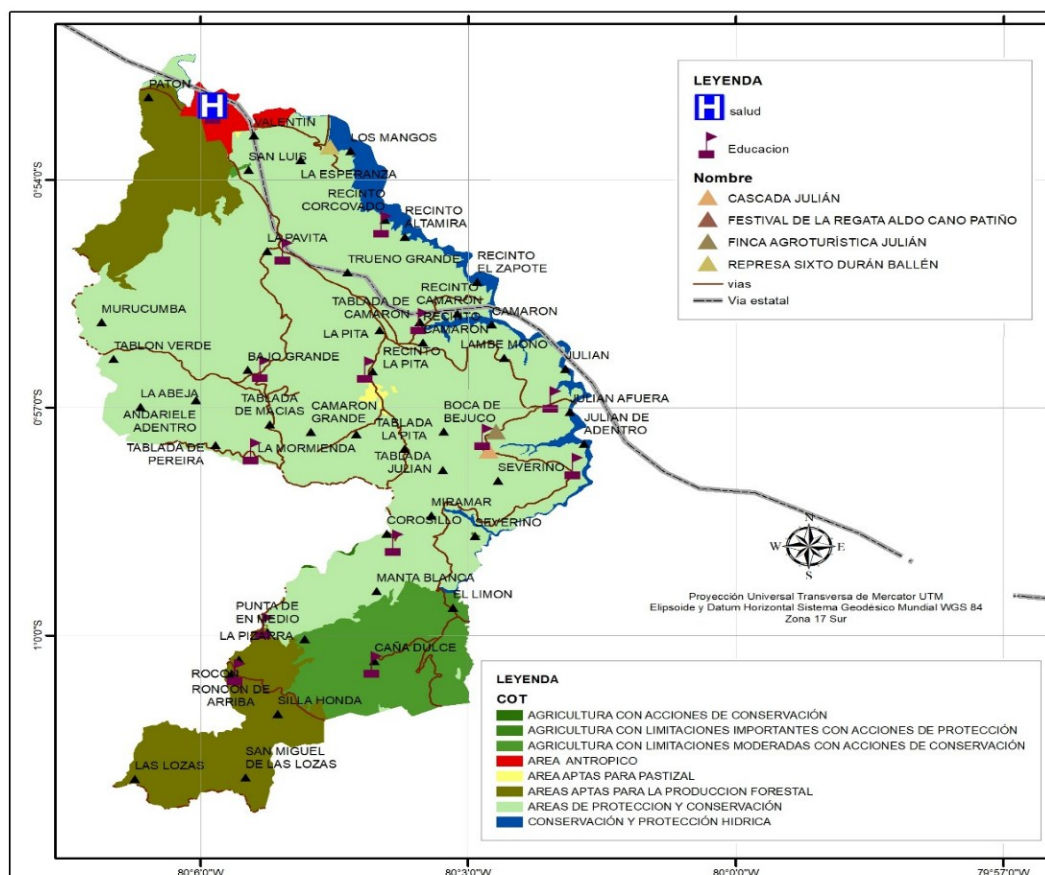 PATON
H
VALENTIN
LOS MANGOS
SAN LUIS
LA ESPERANZA
RECINTO
CORCOVADO
RECINTO
ALTAMIRA
LA PAVITA
TRUENO GRANDE
RECINTO
EL ZAPOTE
MURUCUMBA
TABLADA DE
CAMARON
RECINTO
CAMARON
RECINTO
CAMARON
CAMARON
LA PITA
TABLON VERDE
BAJO GRANDE
RECINTO
LA PITA
LAMBE MONO
JULIAN
LA ABEJA
TABLADA
DE MACIAS
CAMARON
GRANDE
BOCA DE
BEJUCO
JULIAN AFUERA
ANDARIELE
ADENTRO
TABLADA
LA PITA
JULIAN DE
ADENTRO
TABLADA DE
PEREIRA
LA MORMIENDA
TABLADA
JULIAN
SEVERINO
MIRAMAR
COROSILLO
SEVERINO
MANTA BLANCA
EL LIMON
PUNTA DE
EN MEDIO
LA PIZARRA
CAÑA DULCE
ROCON
RONCON DE
ARRIBA
SILLA HONDA
LAS LOZAS
SAN MIGUEL
DE LAS LOZAS
0°54'0"S
0°57'0"S
1°0'0"S
80°6'0"W
80°3'0"W
80°0'0"W
79°57'0"W
LEYENDA
H salud
Educacion
Nombre
CASCADA JULIÁN
FESTIVAL DE LA REGATA ALDO CANO PATIÑO
FINCA AGROTURÍSTICA JULIÁN
REPRESA SIXTO DURÁN BALLÉN
vias
Via estatal
N
W
E
S
Proyección Universal Transversa de Mercator UTM
Elipsoide y Datum Horizontal Sistema Geodésico Mundial WGS 84
Zona 17 Sur
LEYENDA
COT
AGRICULTURA CON ACCIONES DE CONSERVACIÓN
AGRICULTURA CON LIMITACIONES IMPORTANTES CON ACCIONES DE PROTECCIÓN
AGRICULTURA CON LIMITACIONES MODERADAS CON ACCIONES DE CONSERVACIÓN
AREA ANTROPICO
AREA APTAS PARA PASTIZAL
AREAS APTAS PARA LA PRODUCCION FORESTAL
AREAS DE PROTECCION Y CONSERVACIÓN
CONSERVACIÓN Y PROTECCIÓN HIDRICA